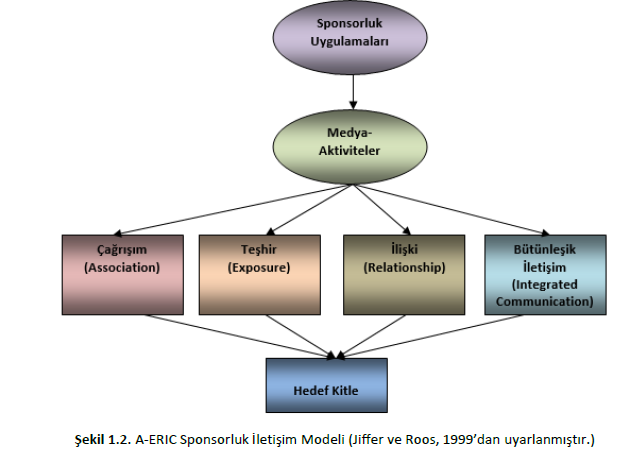 Sponsorluk
Uygulamaları
Medya-
Aktiviteler
Çağrışım
(Association)
Teşhir
(Exposure)
İlişki
(Relationship)
Bütünleşik
İletişim
(Integrated
Communication)
Hedef Kitle
Şekil 1.2. A-ERIC Sponsorluk İletişim Modeli (Jiffer ve Roos, 1999’dan uyarlanmıştır.)